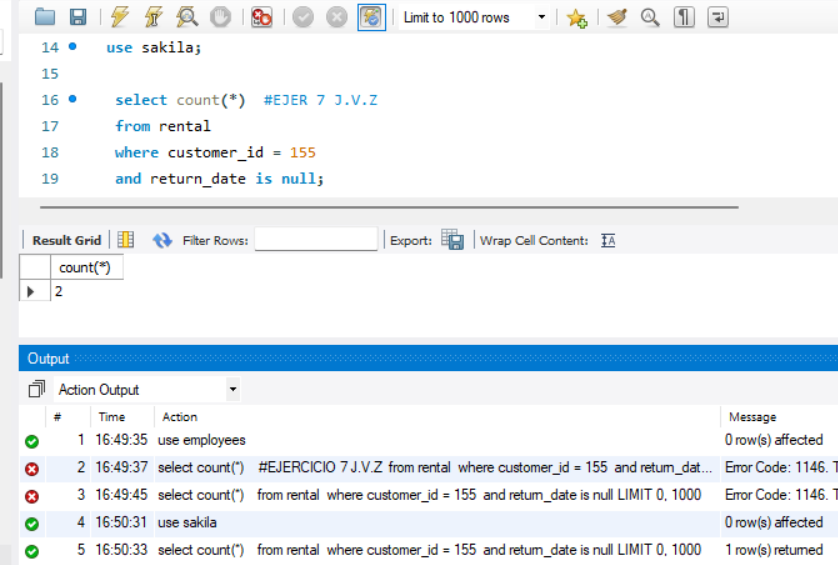 Limit to 1000 rows
14 use sakila;
15
16 select count(*) #EJER 7 J.V.Z
17 from rental
18 where customer_id = 155
19 and return_date is null;
Result Grid Filter Rows: Export: Wrap Cell Content:
count(*)
2
Output
Action Output
# Time Action Message
1 16:49:35 use employees 0 row(s) affected
2 16:49:37 select count(*) #EJERCICIO 7 J.V.Z from rental where customer_id = 155 and return_dat... Error Code: 1146. T
3 16:49:45 select count(*) from rental where customer_id = 155 and return_date is null LIMIT 0, 1000 Error Code: 1146. T
4 16:50:31 use sakila 0 row(s) affected
5 16:50:33 select count(*) from rental where customer_id = 155 and return_date is null LIMIT 0, 1000 1 row(s) returned